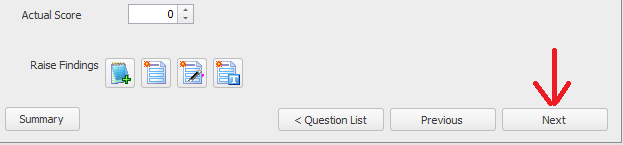 Actual Score 0
Raise Findings
T
Summary < Question List Previous Next